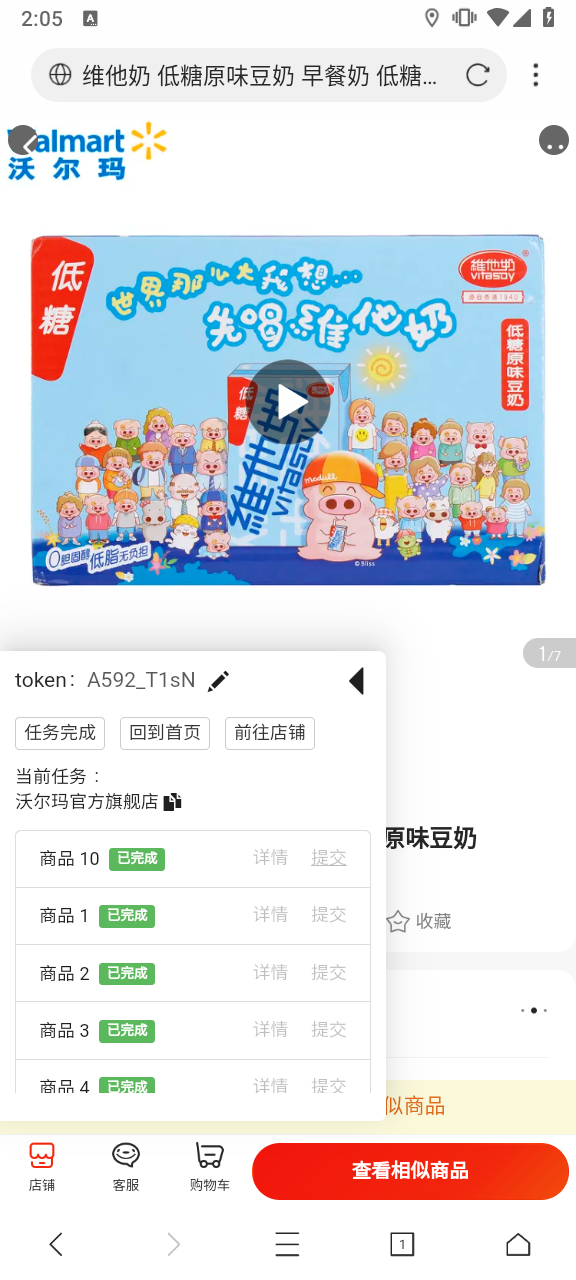 2:05
A
维他奶 低糖原味豆奶 早餐奶 低糖...
Walmart
沃尔玛
低糖
世界那么大我想...
先喝維他奶
維他奶
vitasoy
源自香港1940
低糖原味豆奶
低糖
維他奶
vitasoy
madull
0胆固醇 低脂无负担
©Bliss
1/7
token: A592_T1sN
任务完成 回到首页 前往店铺
当前任务：
沃尔玛官方旗舰店
原味豆奶
商品 10 已完成 详情 提交
商品 1 已完成 详情 提交
收藏
商品 2 已完成 详情 提交
商品 3 已完成 详情 提交
商品 4 已完成 详情 提交
似商品
店铺 客服 购物车 查看相似商品
1